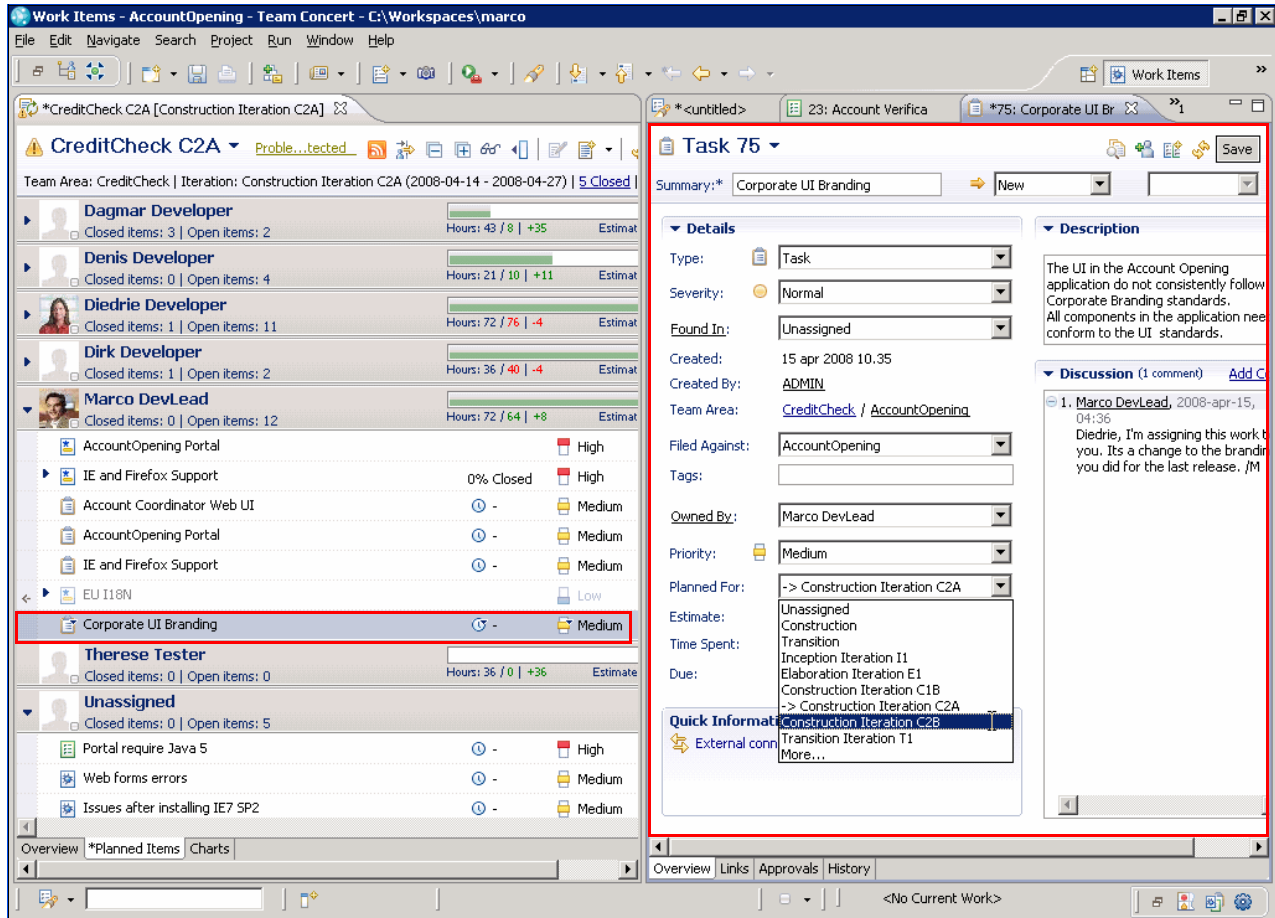 Work Items - AccountOpening - Team Concert - C:\Workspaces\marco
File Edit Navigate Search Project Run Window Help
Work Items »
*CreditCheck C2A [Construction Iteration C2A]
CreditCheck C2A Proble...tected
Team Area: CreditCheck | Iteration: Construction Iteration C2A (2008-04-14 - 2008-04-27) | 5 Closed |
Dagmar Developer
Closed items: 3 | Open items: 2
Hours: 43 / 8 | +35 Estimat
Denis Developer
Closed items: 0 | Open items: 4
Hours: 21 / 10 | +11 Estimat
Diedrie Developer
Closed items: 1 | Open items: 11
Hours: 72 / 76 | -4 Estimat
Dirk Developer
Closed items: 1 | Open items: 2
Hours: 36 / 40 | -4 Estimat
Marco DevLead
Closed items: 0 | Open items: 12
Hours: 72 / 64 | +8 Estimat
AccountOpening Portal High
IE and Firefox Support 0% Closed High
Account Coordinator Web UI - Medium
AccountOpening Portal - Medium
IE and Firefox Support - Medium
EU I18N Low
Corporate UI Branding - Medium
Therese Tester
Closed items: 0 | Open items: 0
Hours: 36 / 0 | +36 Estimate
Unassigned
Closed items: 0 | Open items: 5
Portal require Java 5 - High
Web forms errors - Medium
Issues after installing IE7 SP2 - Medium
Overview *Planned Items Charts
*<untitled> 23: Account Verifica *75: Corporate UI Br »1
Task 75 Save
Summary:* Corporate UI Branding New
Details
Type: Task
Severity: Normal
Found In: Unassigned
Created: 15 apr 2008 10.35
Created By: ADMIN
Team Area: CreditCheck / AccountOpening
Filed Against: AccountOpening
Tags:
Owned By: Marco DevLead
Priority: Medium
Planned For: -> Construction Iteration C2A
Estimate:
Time Spent:
Due:
Unassigned
Construction
Transition
Inception Iteration I1
Elaboration Iteration E1
Construction Iteration C1B
-> Construction Iteration C2A
Construction Iteration C2B
Transition Iteration T1
More...
Quick Informati
External conn
Description
The UI in the Account Opening
application do not consistently follow
Corporate Branding standards.
All components in the application nee
conform to the UI standards.
Discussion (1 comment) Add Co
1. Marco DevLead, 2008-apr-15,
04:36
Diedrie, I'm assigning this work t
you. Its a change to the brandin
you did for the last release. /M
Overview Links Approvals History
<No Current Work>